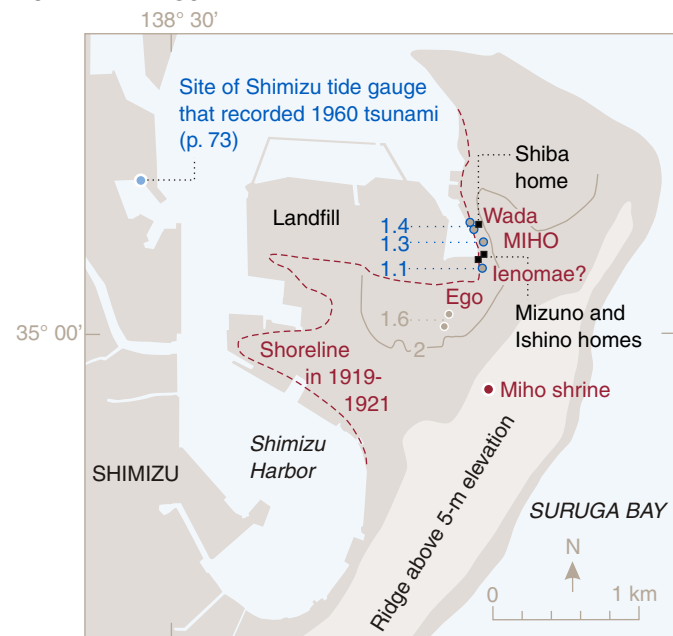 138° 30'
Site of Shimizu tide gauge
that recorded 1960 tsunami
(p. 73)
Shiba
home
Landfill
1.4
Wada
1.3
MIHO
1.1
Ienomae?
Ego
1.6
Mizuno and
Ishino homes
35° 00'
2
Shoreline
in 1919-
1921
Miho shrine
Shimizu
Harbor
SHIMIZU
Ridge above 5-m elevation
SURUGA BAY
N
0
1 km